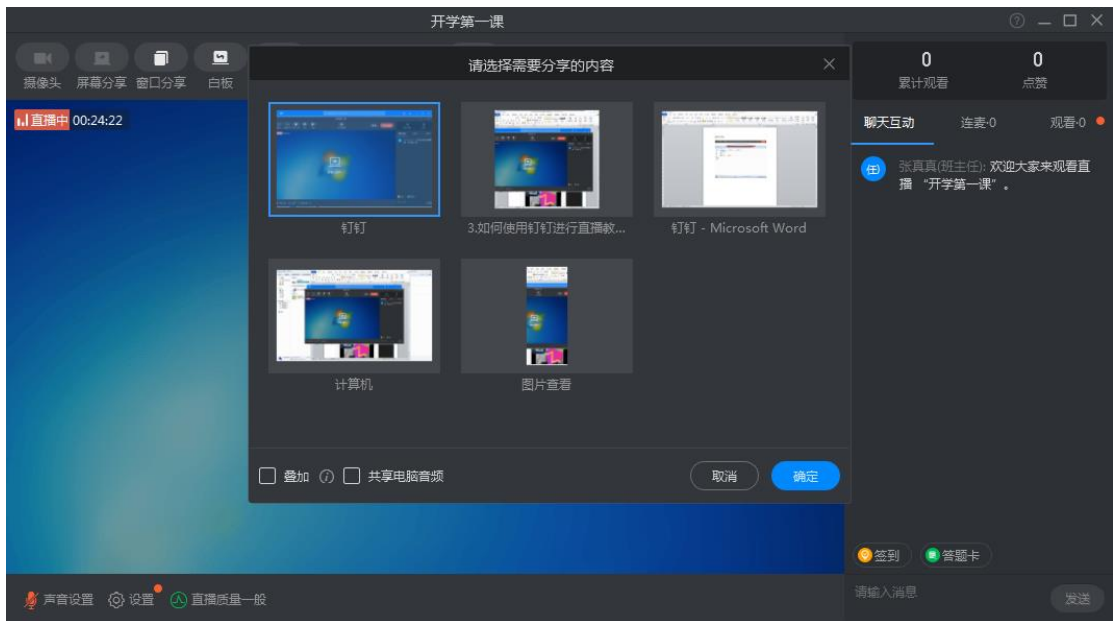 开学第一课
摄像头 屏幕分享 窗口分享 白板
请选择需要分享的内容
0 0
累计观看 点赞
直播中 00:24:22
聊天互动 连麦·0 观看·0
任 张真真(班主任): 欢迎大家来观看直
播 “开学第一课” 。
钉钉 3.如何使用钉钉进行直播教... 钉钉 - Microsoft Word
计算机 图片查看
叠加 共享电脑音频 取消 确定
签到 答题卡
声音设置 设置 直播质量一般
请输入消息
发送